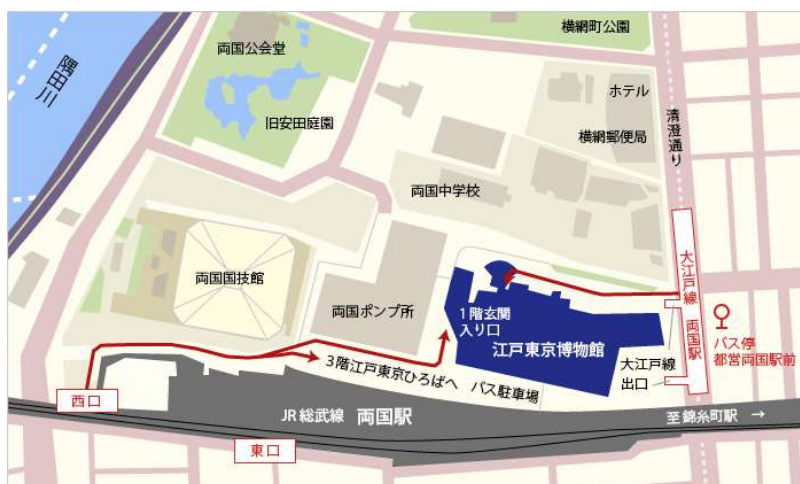 横網町公園
両国公会堂
隅田川
旧安田庭園
ホテル
横網郵便局
清澄通り
両国中学校
両国国技館
両国ポンプ所
1階玄関
入り口
江戸東京博物館
大江戸線 両国駅
バス停
都営両国駅前
大江戸線
出口
3階江戸東京ひろばへ
バス駐車場
西口
JR総武線 両国駅
至錦糸町駅 →
東口